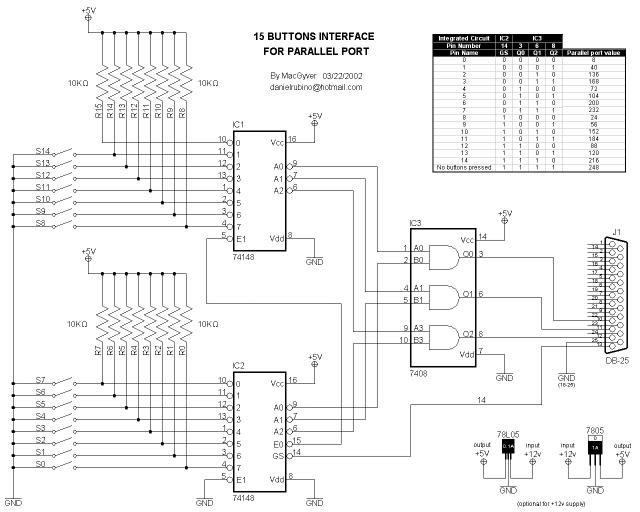 15 BUTTONS INTERFACE
FOR PARALLEL PORT
By MacGyver 03/22/2002
danielrubino@hotmail.com
Integrated Circuit IC2 IC3
Pin Number 14 3 6 8
Pin Name GS Q0 Q1 Q2 Parallel port value
0 0 0 0 0 8
1 0 0 0 1 40
2 0 0 1 0 136
3 0 0 1 1 168
4 0 1 0 0 72
5 0 1 0 1 104
6 0 1 1 0 200
7 0 1 1 1 232
8 1 0 0 0 24
9 1 0 0 1 56
10 1 0 1 0 152
11 1 0 1 1 184
12 1 1 0 0 88
13 1 1 0 1 120
14 1 1 1 0 216
No buttons pressed 1 1 1 1 248
+5V
10KΩ
10KΩ
R15
R14
R13
R12
R11
R10
R9
R8
S14
S13
S12
S11
S10
S9
S8
IC1
10 0
11 1
12 2
13 3
1 4
2 5
3 6
4 7
5 E1
Vcc 16
A0 9
A1 7
A2 6
Vdd 8
74148
+5V
GND
+5V
10KΩ
10KΩ
R7
R6
R5
R4
R3
R2
R1
R0
S7
S6
S5
S4
S3
S2
S1
S0
GND
IC2
10 0
11 1
12 2
13 3
1 4
2 5
3 6
4 7
5 E1
GND
Vcc 16
A0 9
A1 7
A2 6
E0 15
GS 14
Vdd 8
74148
+5V
GND
IC3
1 A0
2 B0
4 A1
5 B1
9 A3
10 B3
Vcc 14
Q0 3
Q1 6
Q2 8
Vdd 7
7408
+5V
GND
14
J1
DB-25
GND
(18-25)
78L05
0.1A
output
+5V
input
+12v
GND
7805
1A
input
+12v
output
+5V
GND
(optional for +12v supply)